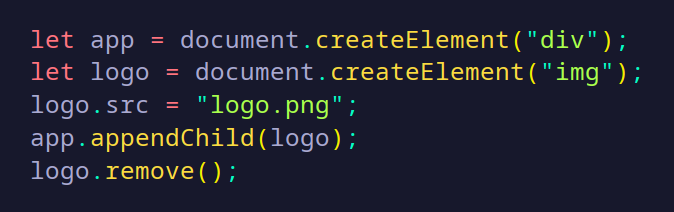 let app = document.createElement("div");
let logo = document.createElement("img");
logo.src = "logo.png";
app.appendChild(logo);
logo.remove();